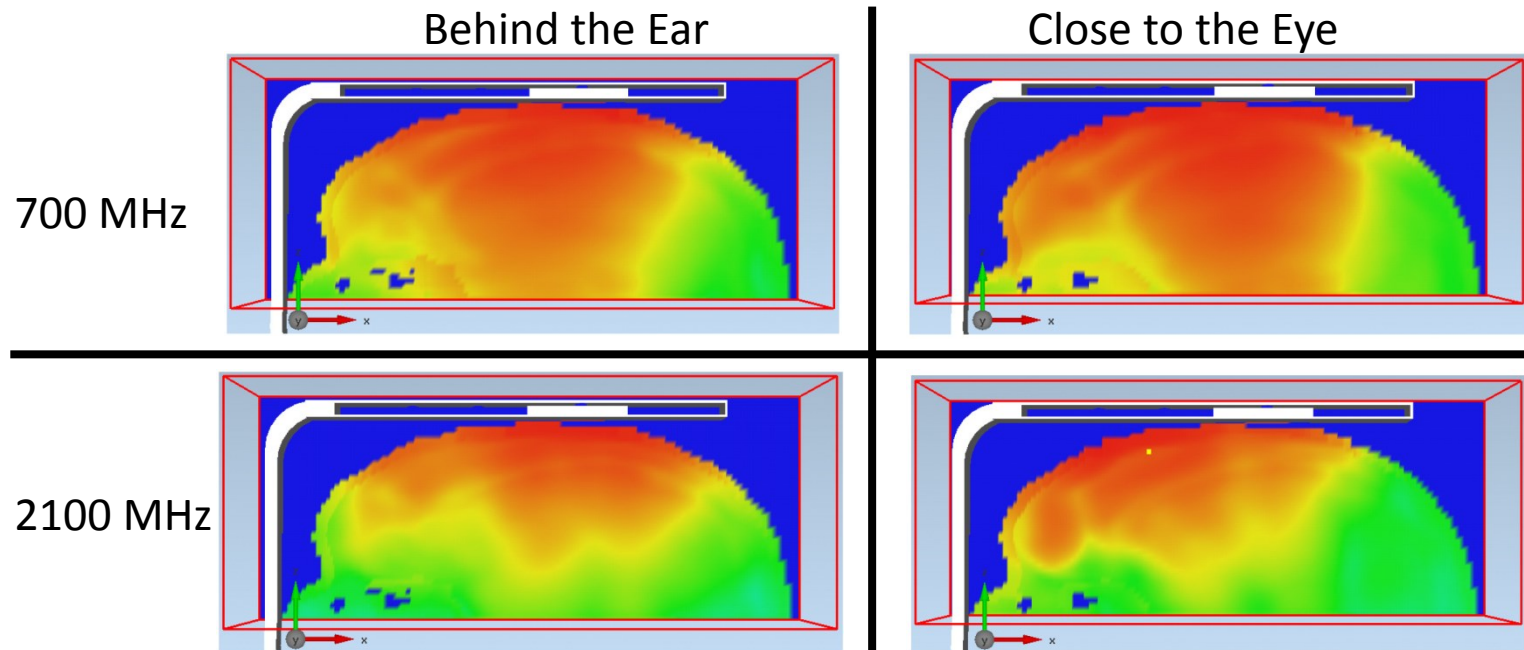 Behind the Ear
Close to the Eye
700 MHz
y
x
y
x
2100 MHz
y
x
y
x